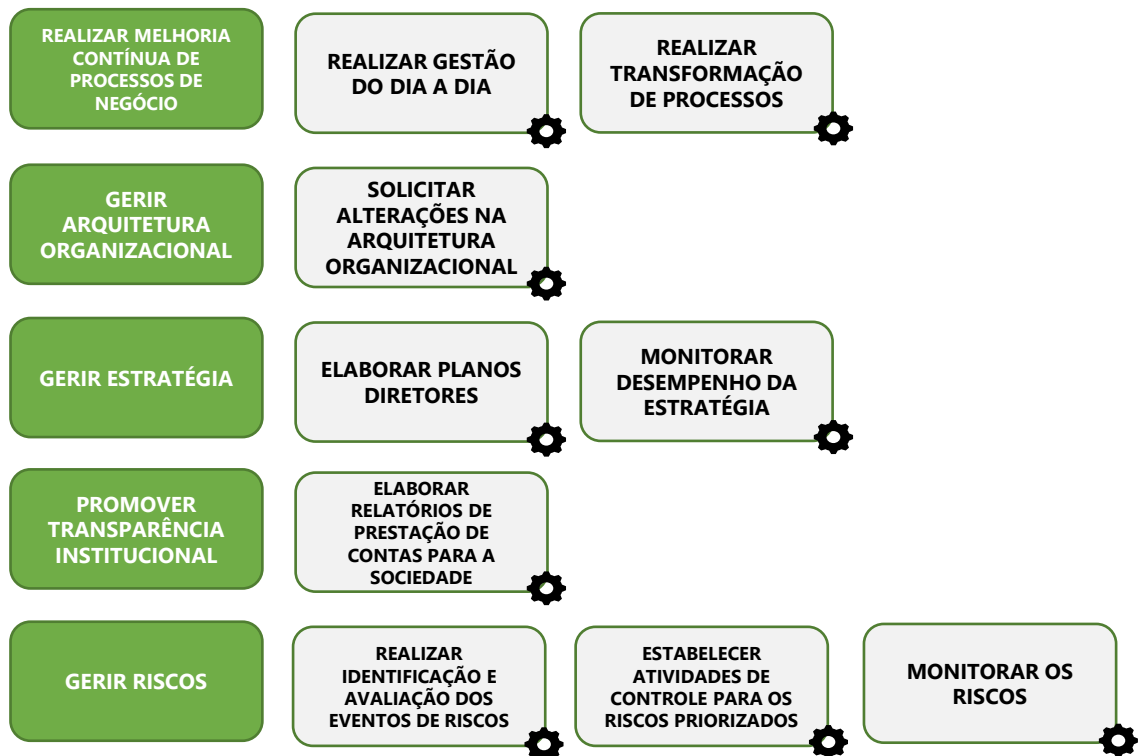 REALIZAR MELHORIA
CONTÍNUA DE
PROCESSOS DE
NEGÓCIO
REALIZAR GESTÃO
DO DIA A DIA
REALIZAR
TRANSFORMAÇÃO
DE PROCESSOS
GERIR
ARQUITETURA
ORGANIZACIONAL
SOLICITAR
ALTERAÇÕES NA
ARQUITETURA
ORGANIZACIONAL
GERIR ESTRATÉGIA
ELABORAR PLANOS
DIRETORES
MONITORAR
DESEMPENHO DA
ESTRATÉGIA
PROMOVER
TRANSPARÊNCIA
INSTITUCIONAL
ELABORAR
RELATÓRIOS DE
PRESTAÇÃO DE
CONTAS PARA A
SOCIEDADE
GERIR RISCOS
REALIZAR
IDENTIFICAÇÃO E
AVALIAÇÃO DOS
EVENTOS DE RISCOS
ESTABELECER
ATIVIDADES DE
CONTROLE PARA OS
RISCOS PRIORIZADOS
MONITORAR OS
RISCOS